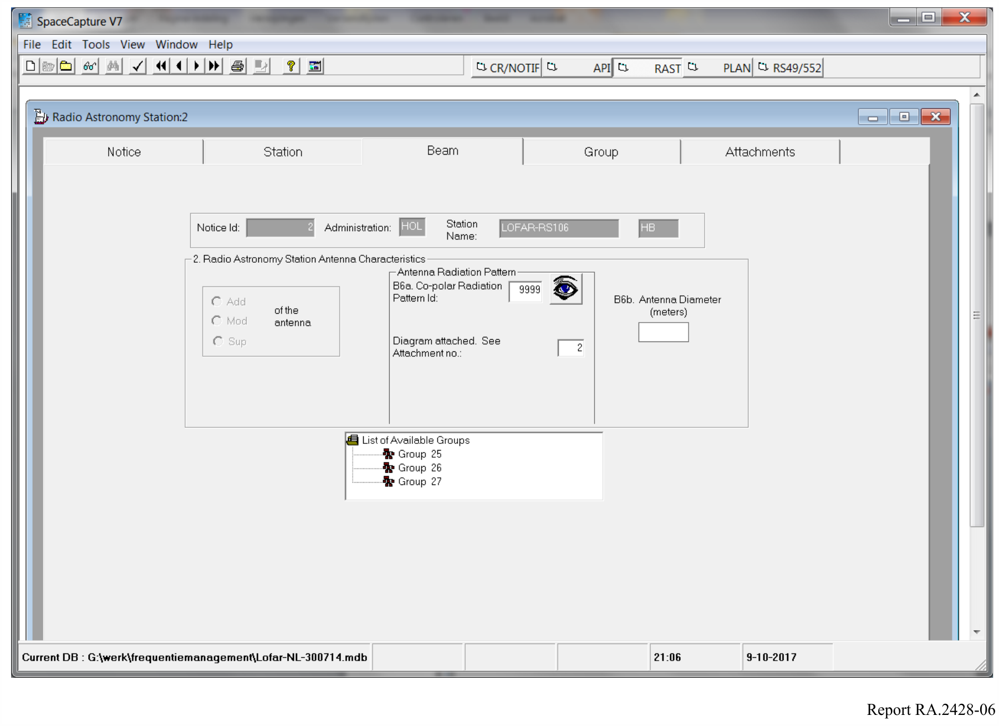 SpaceCapture V7
File Edit Tools View Window Help
CR/NOTIF API RAST PLAN RS49/552
Radio Astronomy Station:2
Notice Station Beam Group Attachments
Notice Id: 2 Administration: HOL Station Name: LOFAR-RS106 HB
2. Radio Astronomy Station Antenna Characteristics
Add
Mod
Sup
of the
antenna
Antenna Radiation Pattern
B6a. Co-polar Radiation
Pattern Id:
9999
Diagram attached. See
Attachment no.:
2
B6b. Antenna Diameter
(meters)
List of Available Groups
Group 25
Group 26
Group 27
Current DB : G:\werk\frequentiemanagement\Lofar-NL-300714.mdb 21:06 9-10-2017
Report RA.2428-06